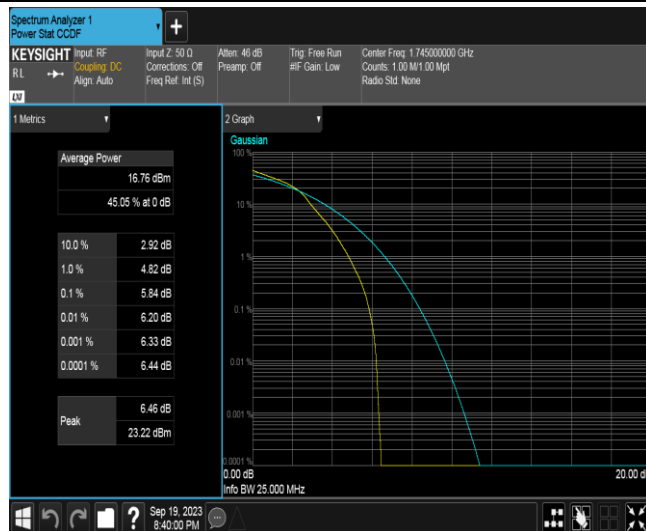 Spectrum Analyzer 1
Power Stat CCDF
KEYSIGHT
RL
Input: RF
Coupling: DC
Align: Auto
Input Z: 50 Ω
Corrections: Off
Freq Ref: Int (S)
Atten: 46 dB
Preamp: Off
Trig: Free Run
#IF Gain: Low
Center Freq: 1.745000000 GHz
Counts: 1.00 M/1.00 Mpt
Radio Std: None
1 Metrics
Average Power
16.76 dBm
45.05 % at 0 dB
10.0 % 2.92 dB
1.0 % 4.82 dB
0.1 % 5.84 dB
0.01 % 6.20 dB
0.001 % 6.33 dB
0.0001 % 6.44 dB
Peak
6.46 dB
23.22 dBm
2 Graph
Gaussian
100 %
10 %
1 %
0.1 %
0.01 %
0.001 %
0.0001 %
0.00 dB
20.00 d
Info BW 25.000 MHz
Sep 19, 2023
8:40:00 PM